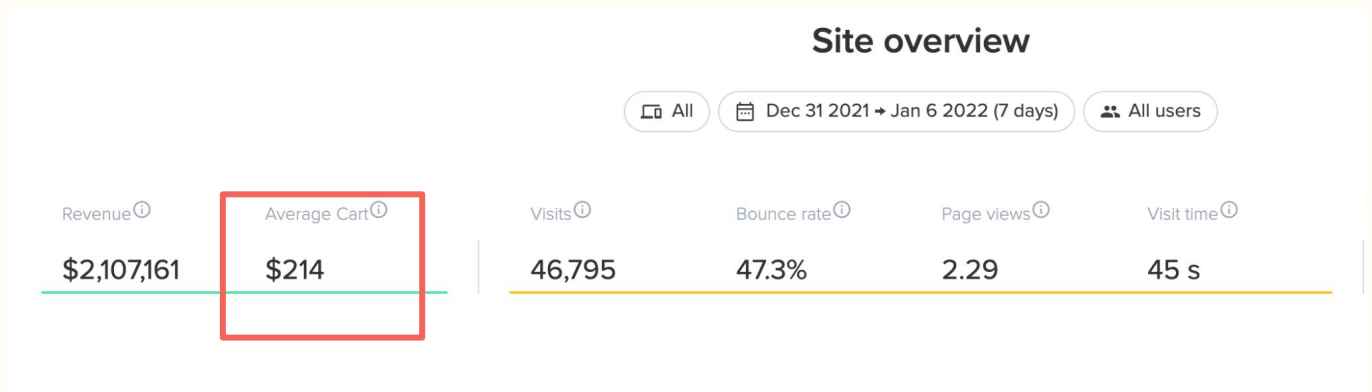 Site overview
All Dec 31 2021 → Jan 6 2022 (7 days) All users
Revenue Average Cart Visits Bounce rate Page views Visit time
$2,107,161 $214 46,795 47.3% 2.29 45 s